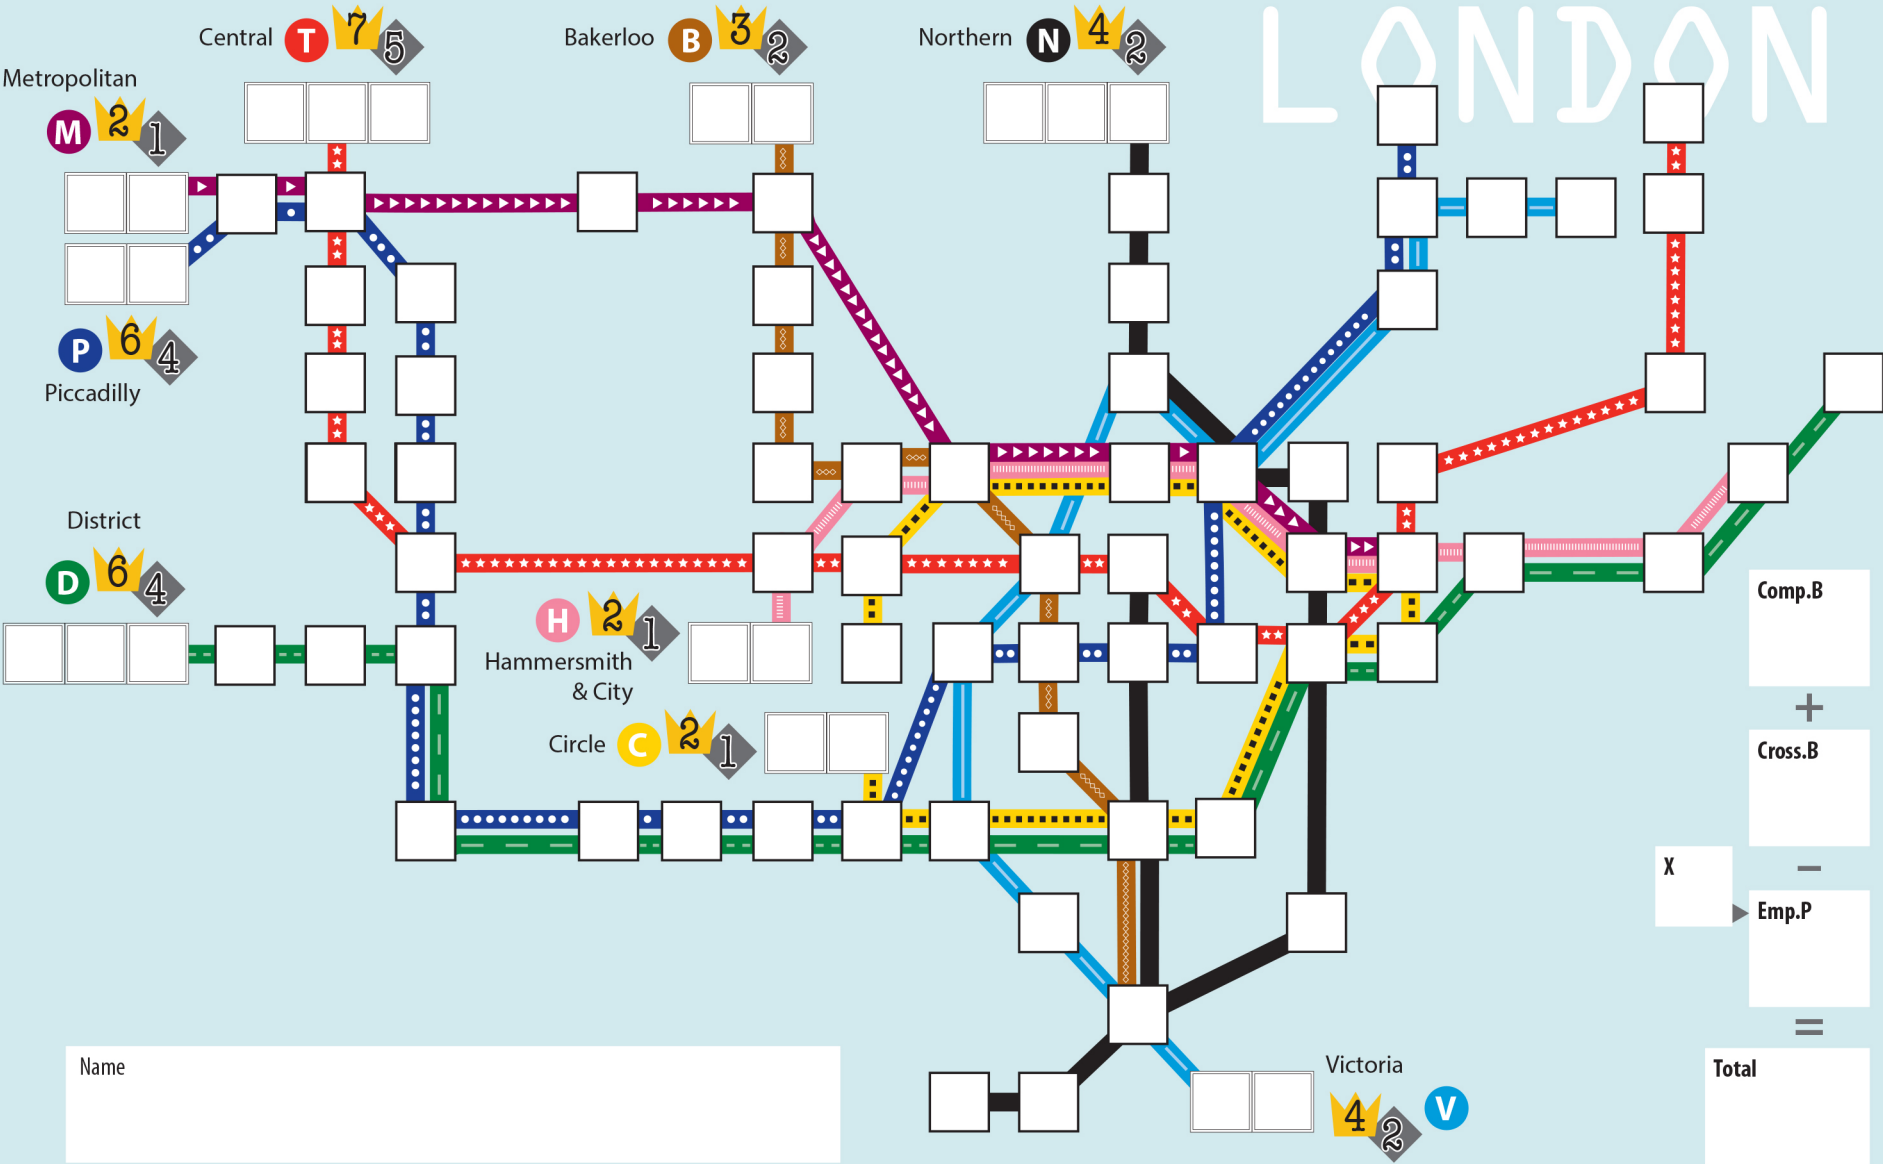 LONDON
Central T 7 5
Bakerloo B 3 2
Northern N 4 2
Metropolitan
M 2 1
P 6 4
Piccadilly
District
D 6 4
H 2 1
Hammersmith
& City
Circle C 2 1
Comp.B
+
Cross.B
−
X
Emp.P
=
Total
Name
Victoria
4 2 V